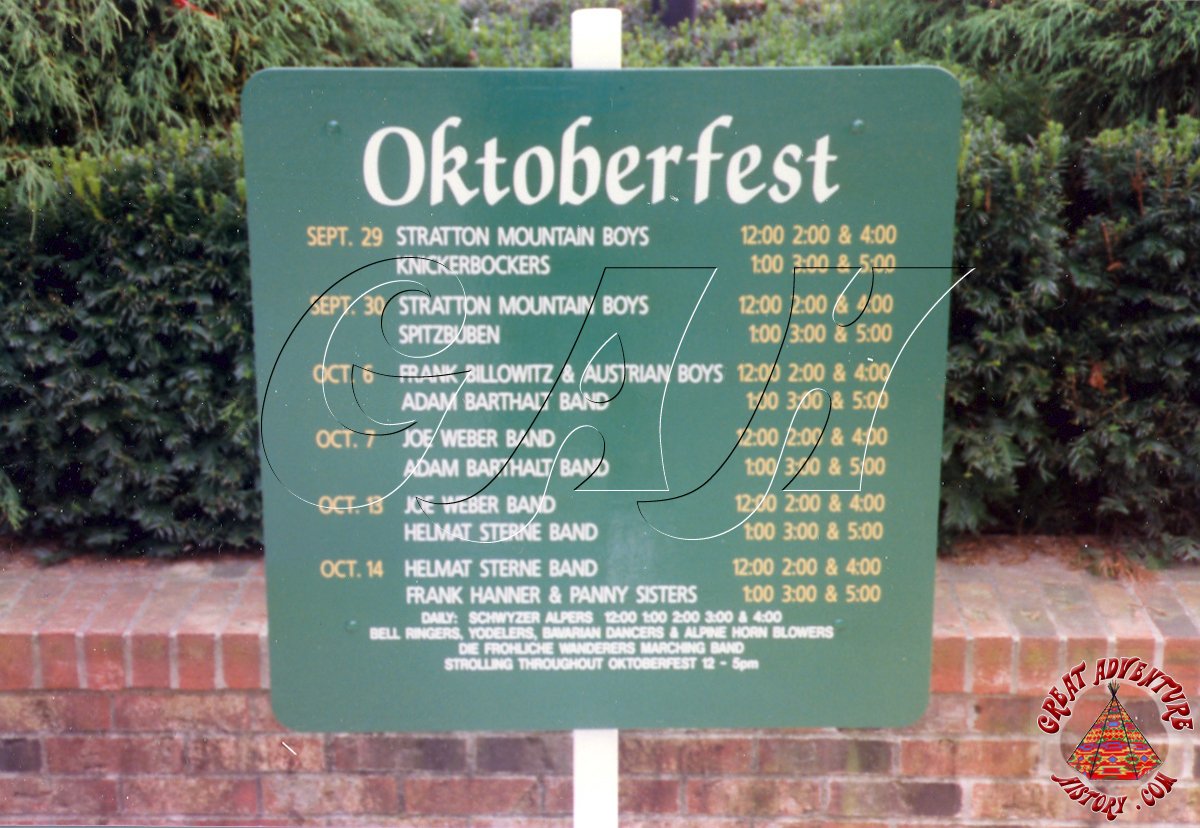 Oktoberfest
SEPT. 29 STRATTON MOUNTAIN BOYS 12:00 2:00 & 4:00
KNICKERBOCKERS 1:00 3:00 & 5:00
SEPT. 30 STRATTON MOUNTAIN BOYS 12:00 2:00 & 4:00
SPITZBUBEN 1:00 3:00 & 5:00
OCT. 6 FRANK BILLOWITZ & AUSTRIAN BOYS 12:00 2:00 & 4:00
ADAM BARTHALT BAND 1:00 3:00 & 5:00
OCT. 7 JOE WEBER BAND 12:00 2:00 & 4:00
ADAM BARTHALT BAND 1:00 3:00 & 5:00
OCT. 13 JOE WEBER BAND 12:00 2:00 & 4:00
HELMAT STERNE BAND 1:00 3:00 & 5:00
OCT. 14 HELMAT STERNE BAND 12:00 2:00 & 4:00
FRANK HANNER & PANNY SISTERS 1:00 3:00 & 5:00
DAILY: SCHWYZER ALPERS 12:00 1:00 2:00 3:00 & 4:00
BELL RINGERS, YODELERS, BAVARIAN DANCERS & ALPINE HORN BLOWERS
DIE FROHLICHE WANDERERS MARCHING BAND
STROLLING THROUGHOUT OKTOBERFEST 12 - 5pm
GAH
GREAT ADVENTURE
HISTORY.COM